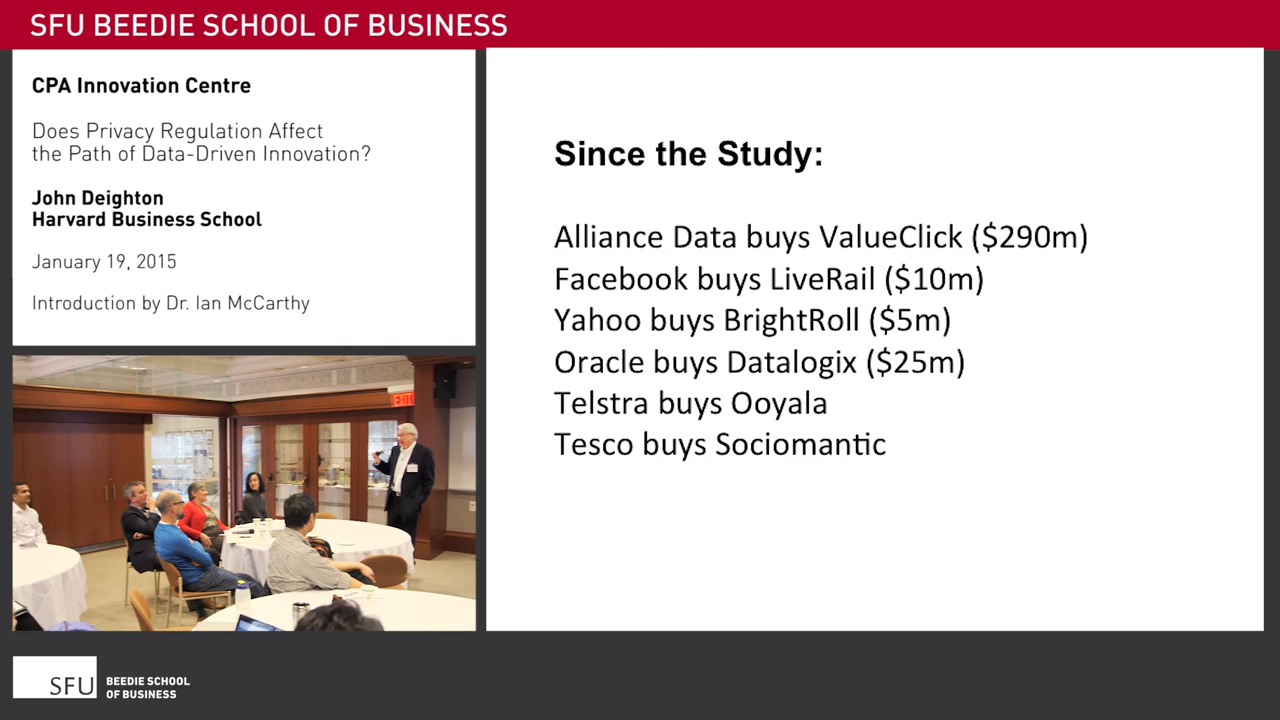 SFU BEEDIE SCHOOL OF BUSINESS
CPA Innovation Centre
Does Privacy Regulation Affect
the Path of Data-Driven Innovation?
John Deighton
Harvard Business School
January 19, 2015
Introduction by Dr. Ian McCarthy
Since the Study:
Alliance Data buys ValueClick ($290m)
Facebook buys LiveRail ($10m)
Yahoo buys BrightRoll ($5m)
Oracle buys Datalogix ($25m)
Telstra buys Ooyala
Tesco buys Sociomantic
SFU
BEEDIE SCHOOL
OF BUSINESS